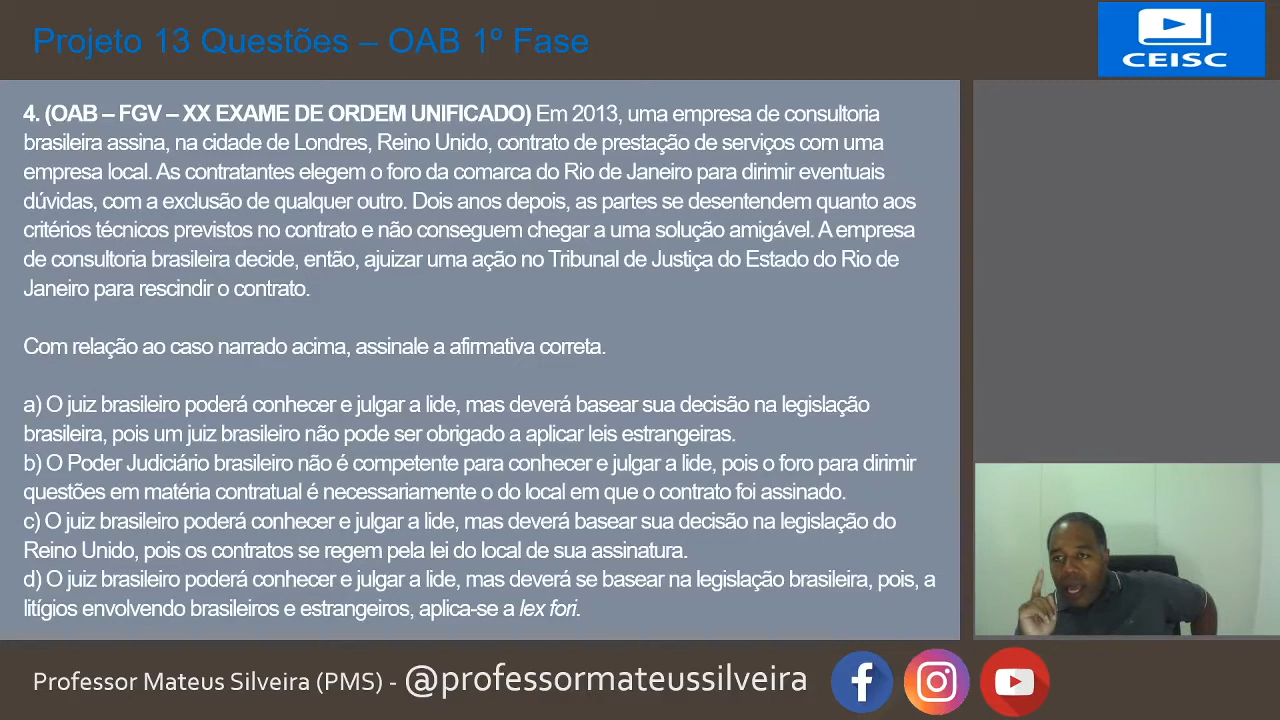 Projeto 13 Questões – OAB 1º Fase
CEISC
4. (OAB – FGV – XX EXAME DE ORDEM UNIFICADO) Em 2013, uma empresa de consultoria
brasileira assina, na cidade de Londres, Reino Unido, contrato de prestação de serviços com uma
empresa local. As contratantes elegem o foro da comarca do Rio de Janeiro para dirimir eventuais
dúvidas, com a exclusão de qualquer outro. Dois anos depois, as partes se desentendem quanto aos
critérios técnicos previstos no contrato e não conseguem chegar a uma solução amigável. A empresa
de consultoria brasileira decide, então, ajuizar uma ação no Tribunal de Justiça do Estado do Rio de
Janeiro para rescindir o contrato.
Com relação ao caso narrado acima, assinale a afirmativa correta.
a) O juiz brasileiro poderá conhecer e julgar a lide, mas deverá basear sua decisão na legislação
brasileira, pois um juiz brasileiro não pode ser obrigado a aplicar leis estrangeiras.
b) O Poder Judiciário brasileiro não é competente para conhecer e julgar a lide, pois o foro para dirimir
questões em matéria contratual é necessariamente o do local em que o contrato foi assinado.
c) O juiz brasileiro poderá conhecer e julgar a lide, mas deverá basear sua decisão na legislação do
Reino Unido, pois os contratos se regem pela lei do local de sua assinatura.
d) O juiz brasileiro poderá conhecer e julgar a lide, mas deverá se basear na legislação brasileira, pois, a
litígios envolvendo brasileiros e estrangeiros, aplica-se a lex fori.
Professor Mateus Silveira (PMS) - @professormateussilveira